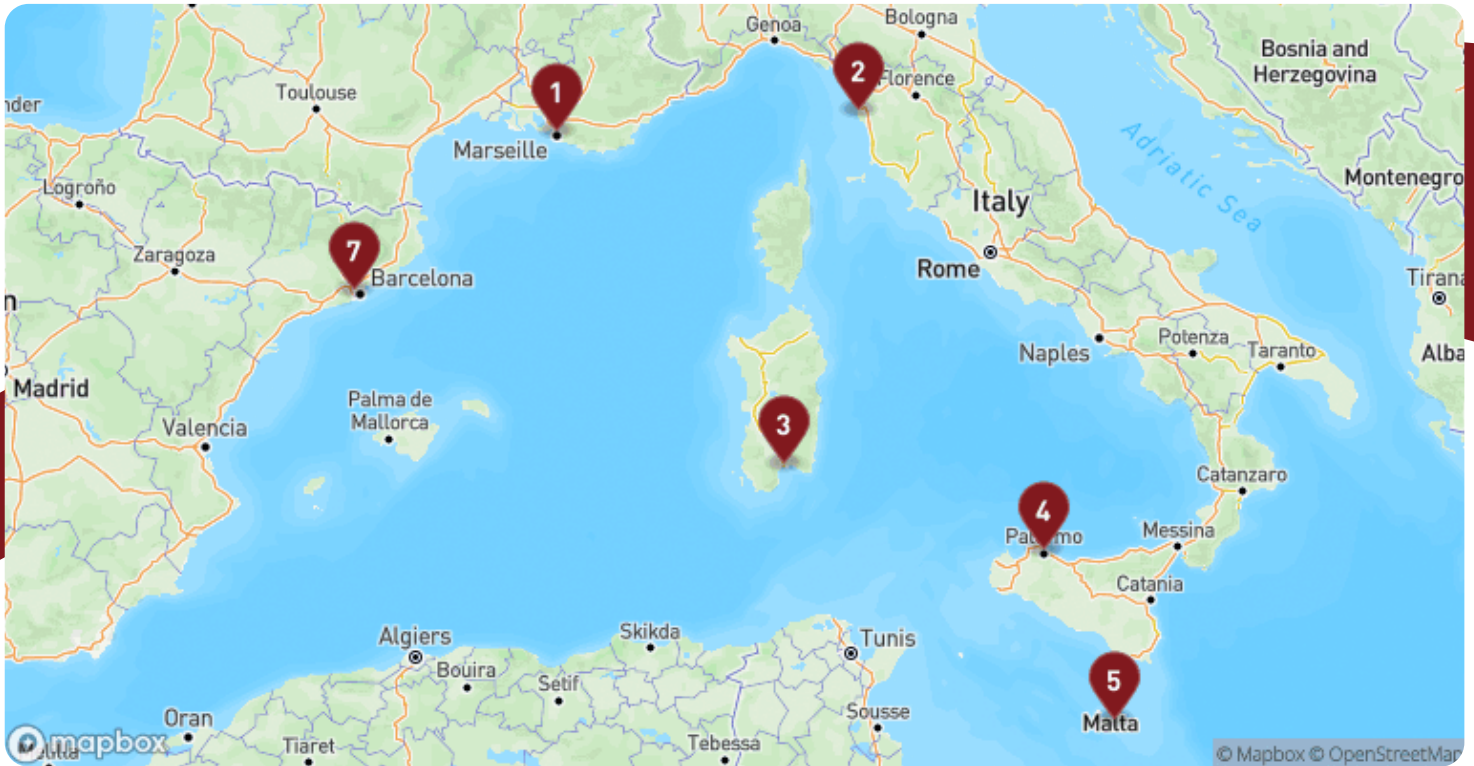 Genoa
Bologna
Bosnia and
Herzegovina
2
Florence
1
Toulouse
nder
Marseille
Adriatic Sea
Logroño
Montenegro
Italy
7
Zaragoza
Barcelona
Rome
Tirana
n
Naples
Potenza
Taranto
Alba
Madrid
Palma de
Mallorca
Valencia
3
Catanzaro
4
Palermo
Messina
Catania
Algiers
Skikda
Tunis
Bouira
Setif
5
Malta
Oran
Sousse
Tiaret
Tebessa
Melilla
mapbox
© Mapbox © OpenStreetMap